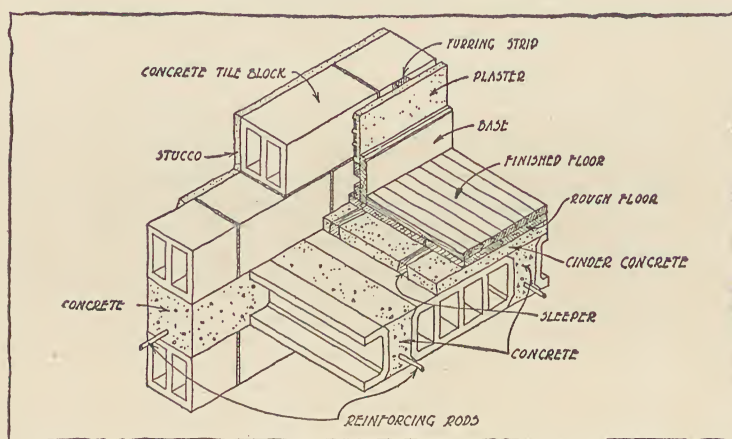 FURRING STRIP
CONCRETE TILE BLOCK
PLASTER
BASE
STUCCO
FINISHED FLOOR
ROUGH FLOOR
CINDER CONCRETE
CONCRETE
SLEEPER
CONCRETE
REINFORCING RODS